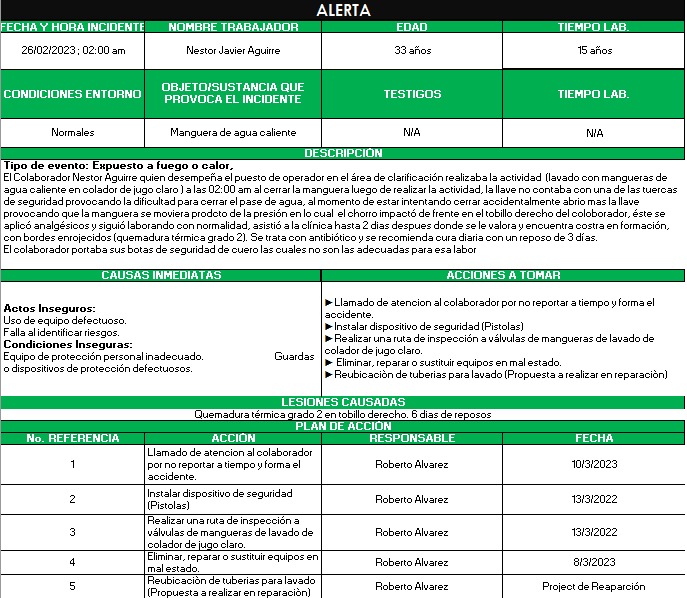 ALERTA
FECHA Y HORA INCIDENTE NOMBRE TRABAJADOR EDAD TIEMPO LAB.
26/02/2023 ; 02:00 am Nestor Javier Aguirre 33 años 15 años
CONDICIONES ENTORNO OBJETO/SUSTANCIA QUE PROVOCA EL INCIDENTE TESTIGOS TIEMPO LAB.
Normales Manguera de agua caliente N/A N/A
DESCRIPCIÓN
Tipo de evento: Expuesto a fuego o calor,
El Colaborador Nestor Aguirre quien desempeña el puesto de operador en el área de clarificación realizaba la actividad (lavado con mangueras de
agua caliente en colador de jugo claro ) a las 02:00 am al cerrar la manguera luego de realizar la actividad, la llave no contaba con una de las tuercas
de seguridad provocando la dificultad para cerrar el pase de agua, al momento de estar intentando cerrar accidentalmente abrio mas la llave
provocando que la manguera se moviera prodcto de la presión en lo cual el chorro impactó de frente en el tobillo derecho del coloborador, éste se
aplicó analgésicos y siguió laborando con normalidad, asistió a la clínica hasta 2 dias despues donde se le valora y encuentra costra en formación,
con bordes enrojecidos (quemadura térmica grado 2). Se trata con antibiótico y se recomienda cura diaria con un reposo de 3 días.
El colaborador portaba sus botas de seguridad de cuero las cuales no son las adecuadas para esa labor
CAUSAS INMEDIATAS ACCIONES A TOMAR
Actos Inseguros:
Uso de equipo defectuoso.
Falla al identificar riesgos.
Condiciones Inseguras:
Equipo de protección personal inadecuado. Guardas
o dispositivos de protección defectuosos.
►Llamado de atencion al colaborador por no reportar a tiempo y forma el
accidente.
►Instalar dispositivo de seguridad (Pistolas)
►Realizar una ruta de inspección a válvulas de mangueras de lavado de
colador de jugo claro.
► Eliminar, reparar o sustituir equipos en mal estado.
►Reubicaciòn de tuberias para lavado (Propuesta a realizar en reparaciòn)
LESIONES CAUSADAS
Quemadura térmica grado 2 en tobillo derecho. 6 dias de reposos
PLAN DE ACCIÓN
No. REFERENCIA ACCIÓN RESPONSABLE FECHA
1 Llamado de atencion al colaborador
por no reportar a tiempo y forma el
accidente. Roberto Alvarez 10/3/2023
2 Instalar dispositivo de seguridad
(Pistolas) Roberto Alvarez 13/3/2022
3 Realizar una ruta de inspección a
válvulas de mangueras de lavado de
colador de jugo claro. Roberto Alvarez 13/3/2022
4 Eliminar, reparar o sustituir equipos en
mal estado. Roberto Alvarez 8/3/2023
5 Reubicaciòn de tuberias para lavado
(Propuesta a realizar en reparaciòn) Roberto Alvarez Project de Reaparción